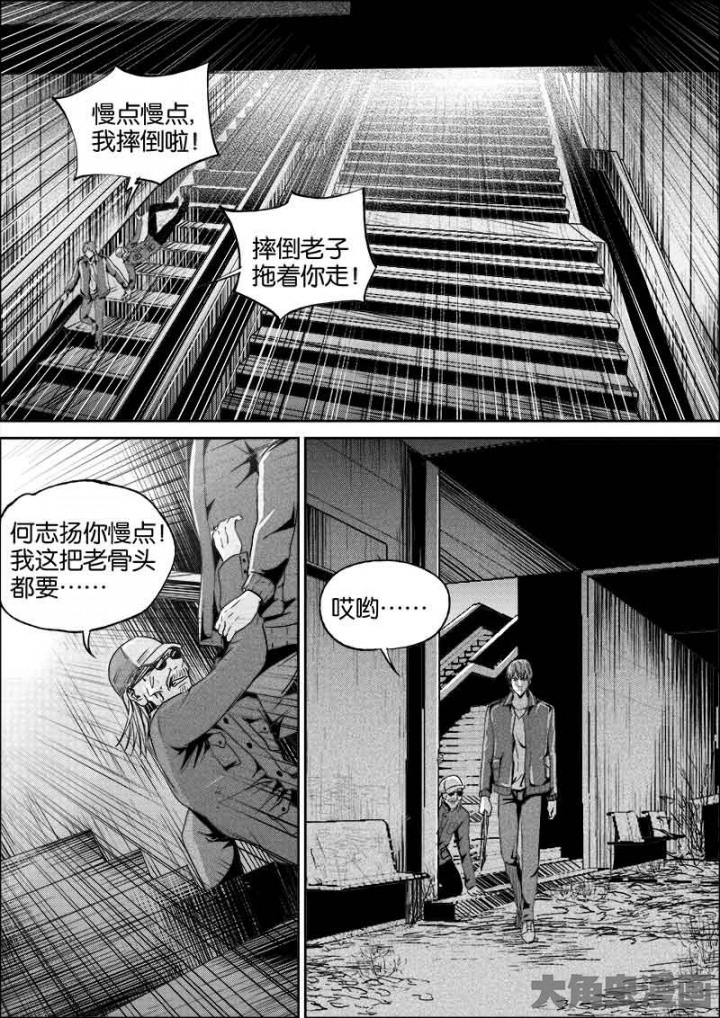 慢点慢点,
我摔倒啦!
摔倒老子
拖着你走!
何志扬你慢点!
我这把老骨头
都要……
哎哟……
大角虫漫画